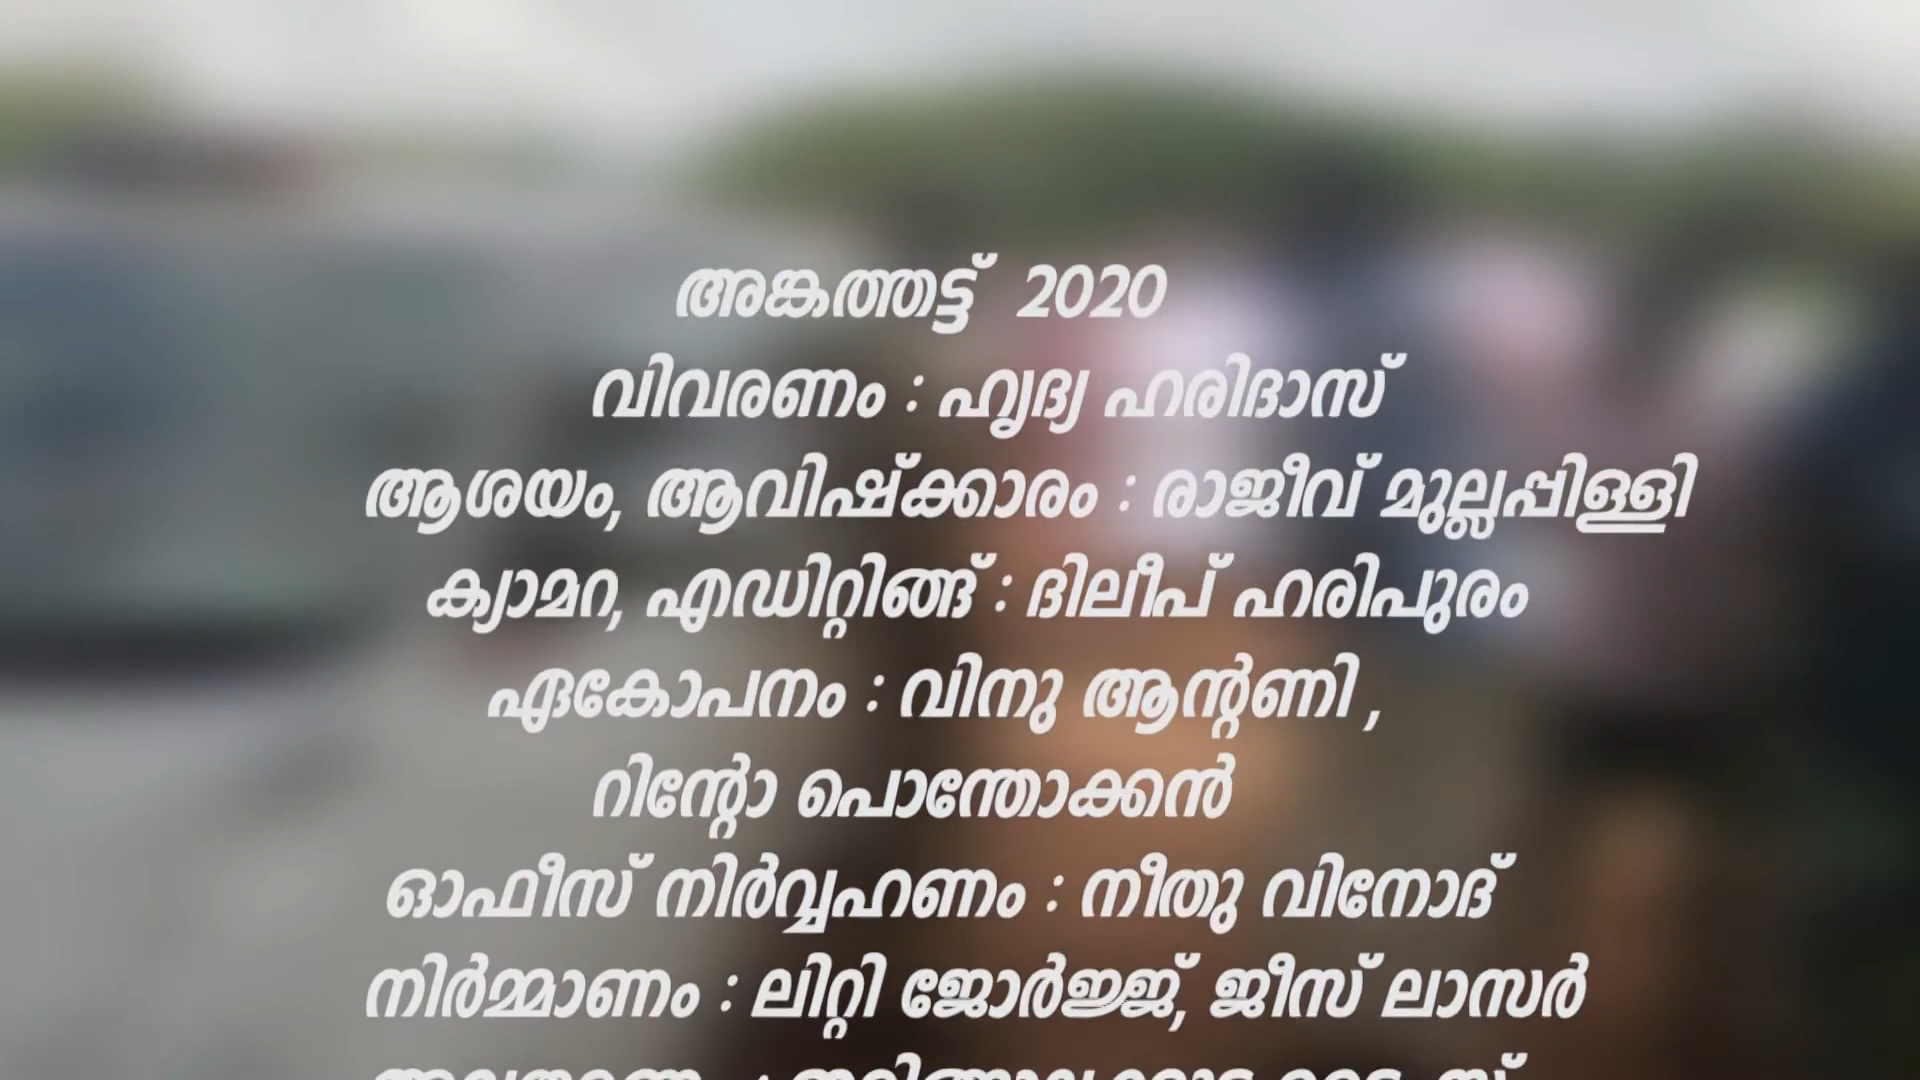 അങ്കത്തട്ട് 2020
വിവരണം : ഹൃദ്യ ഹരിദാസ്
ആശയം, ആവിഷ്ക്കാരം : രാജീവ് മുല്ലപ്പിള്ളി
ക്യാമറ, എഡിറ്റിങ്ങ് : ദിലീപ് ഹരിപുരം
ഏകോപനം : വിനു ആന്റണി ,
റിന്റോ പൊന്തോക്കൻ
ഓഫീസ് നിർവ്വഹണം : നീതു വിനോദ്
നിർമ്മാണം : ലിറ്റി ജോർജ്ജ്, ജീസ് ലാസർ